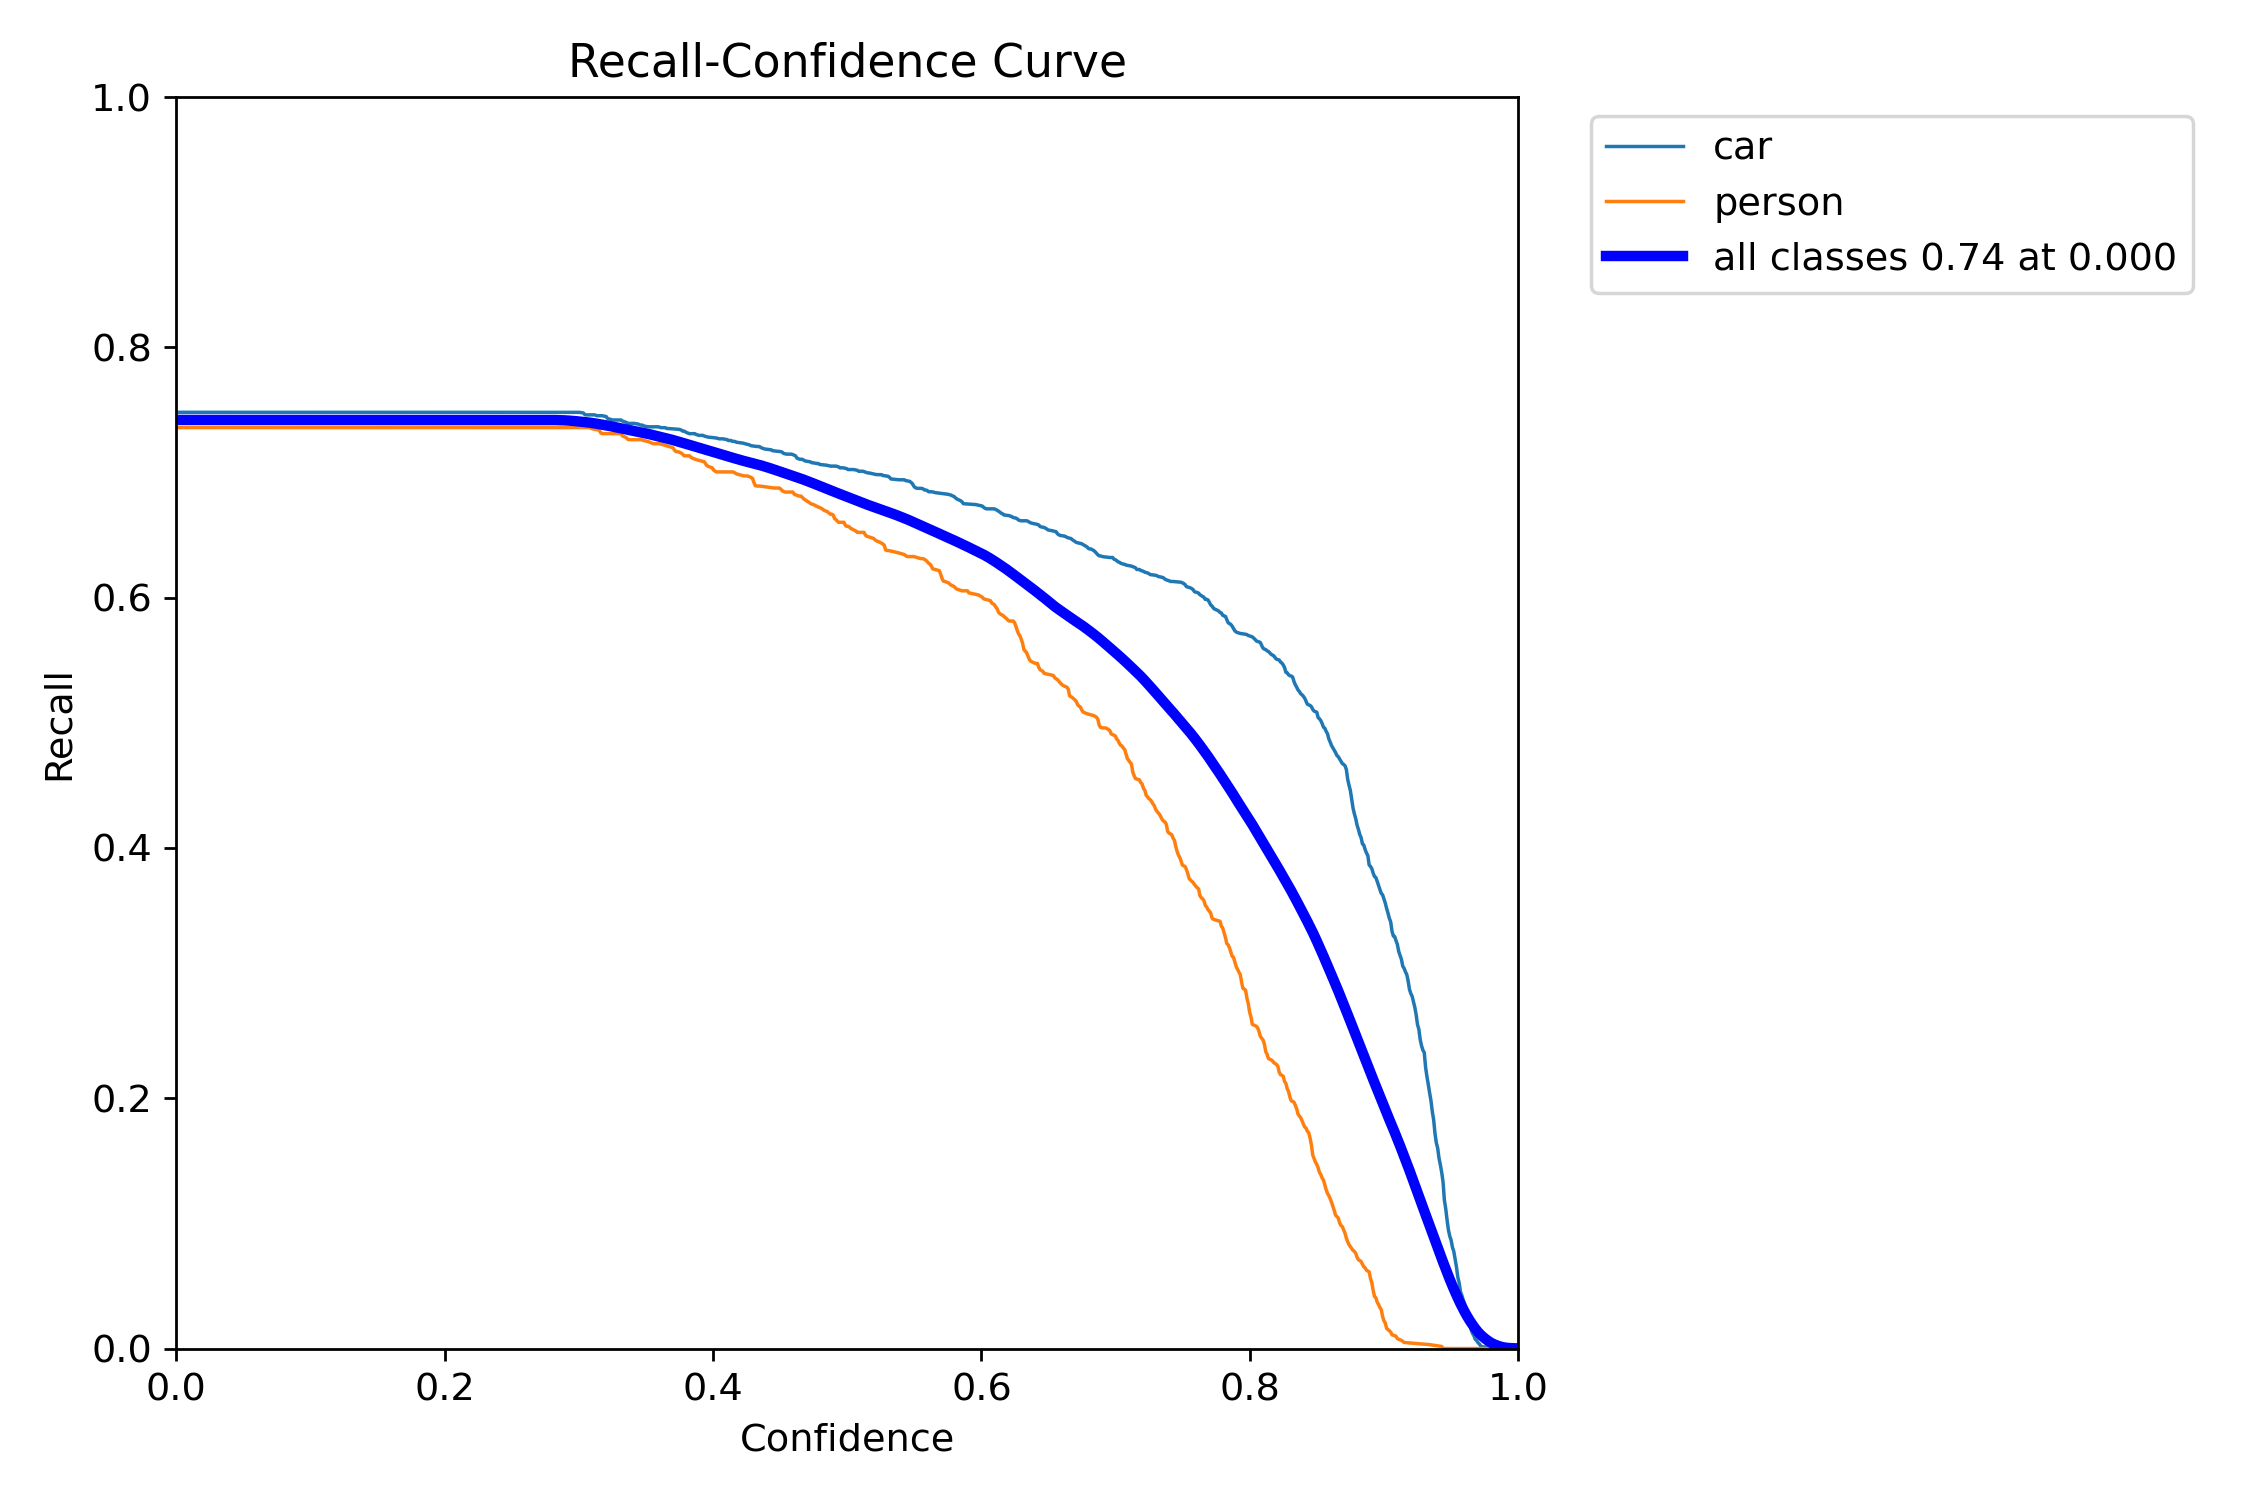 Recall-Confidence Curve
1.0
0.8
0.6
0.4
0.2
0.0
Recall
0.0 0.2 0.4 0.6 0.8 1.0
Confidence
car
person
all classes 0.74 at 0.000